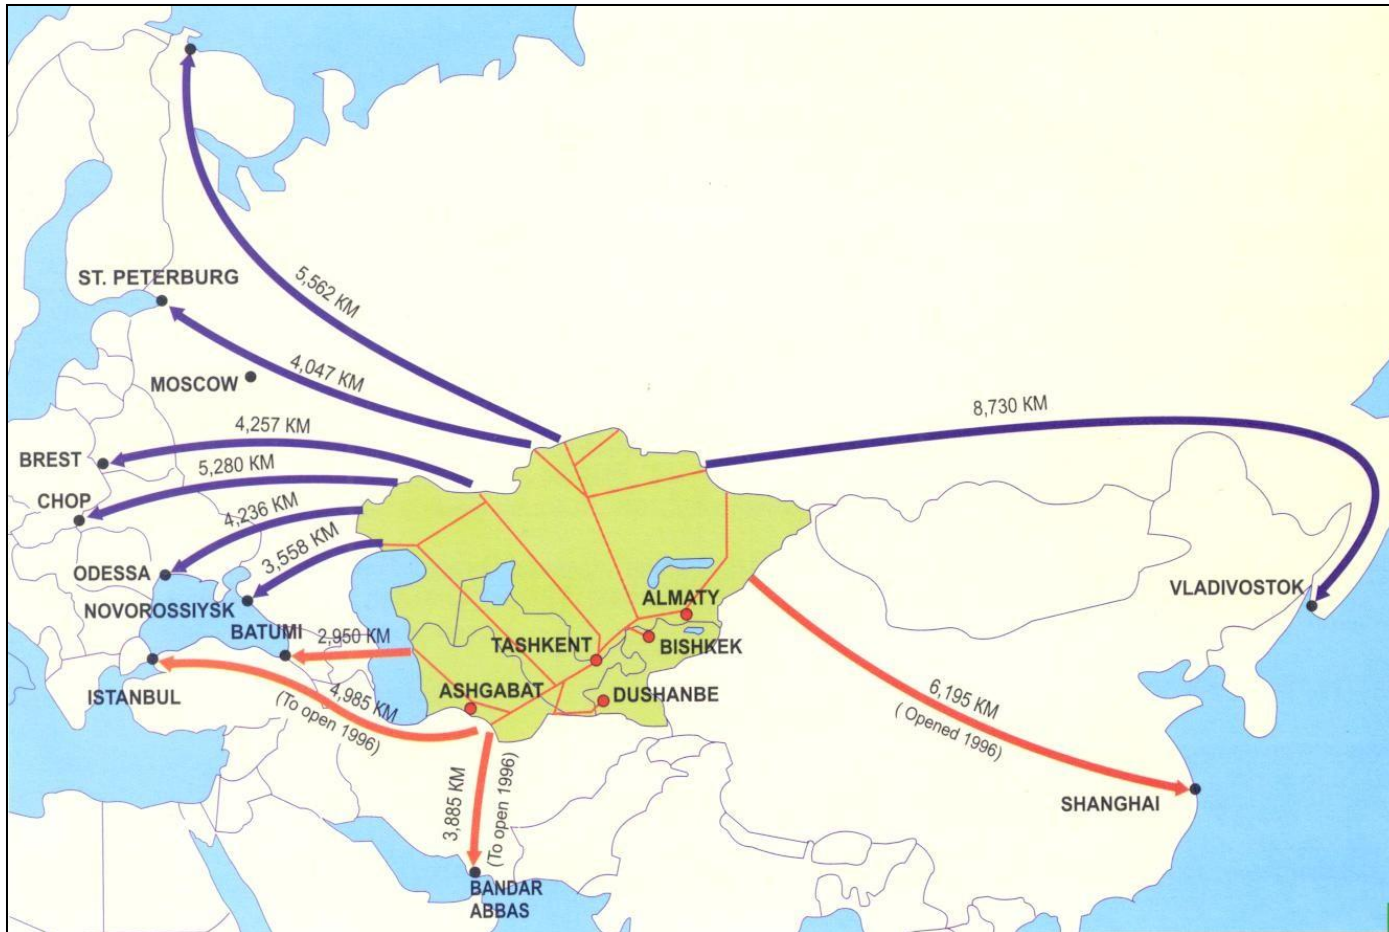 5,562 KM
ST. PETERBURG
4,047 KM
MOSCOW
8,730 KM
4,257 KM
BREST
5,280 KM
CHOP
4,236 KM
3,558 KM
ODESSA
NOVOROSSIYSK
VLADIVOSTOK
ALMATY
BATUMI
2,950 KM
TASHKENT
BISHKEK
ISTANBUL
4,985 KM
(To open 1996)
ASHGABAT
DUSHANBE
6,195 KM
( Opened 1996)
3,885 KM
(To open 1996)
SHANGHAI
BANDAR
ABBAS